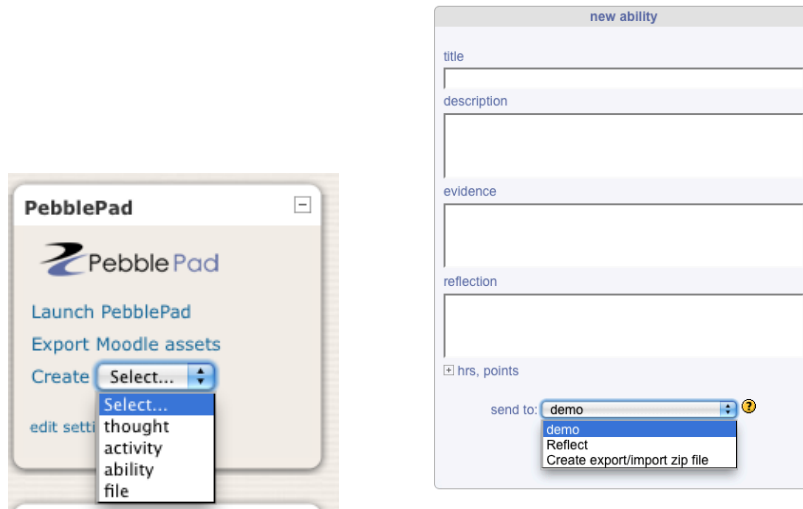 PebblePad
PebblePad
Launch PebblePad
Export Moodle assets
Create Select...
Select...
thought
activity
ability
file
edit setti
new ability
title
description
evidence
reflection
hrs, points
send to: demo
demo
Reflect
Create export/import zip file